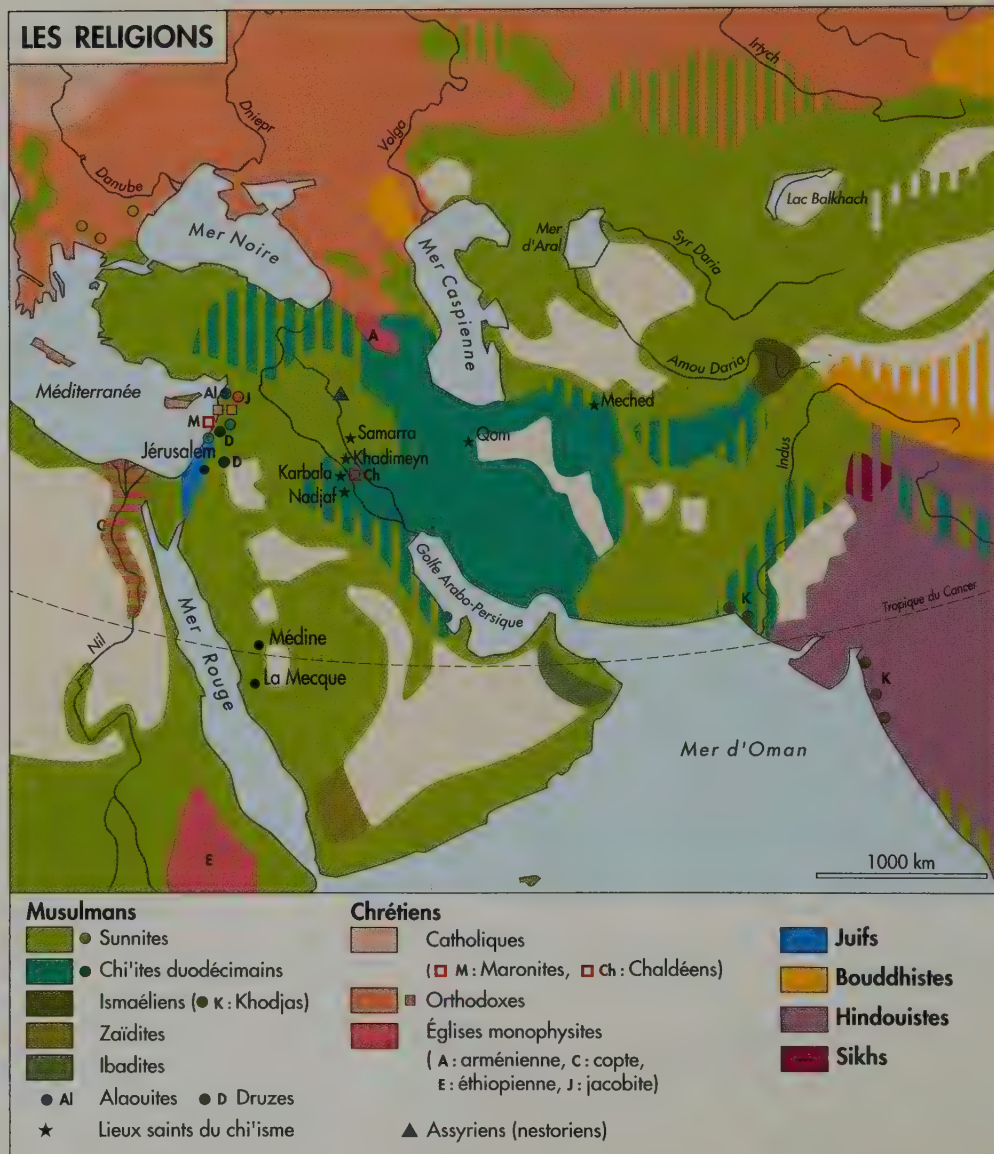 LES RELIGIONS
Irtych
Dniepr
Volga
Danube
Lac Balkhach
Mer Noire
Mer
d'Aral
Syr Daria
Mer Caspienne
A
Amou Daria
Méditerranée
Al
J
Meched
M
Samarra
Qom
D
Khadimeyn
Jérusalem
D
Karbala
Ch
Nadjaf
Indus
C
Golfe Arabo-Persique
K
Tropique du Cancer
Nil
Mer Rouge
Médine
La Mecque
K
Mer d'Oman
E
1000 km
Musulmans
Sunnites
Chi'ites duodécimains
Ismaéliens ( K : Khodjas)
Zaïdites
Ibadites
Al Alaouites D Druzes
Lieux saints du chi'isme
Chrétiens
Catholiques
( M : Maronites, Ch : Chaldéens)
Orthodoxes
Églises monophysites
( A : arménienne, C : copte,
E : éthiopienne, J : jacobite)
Assyriens (nestoriens)
Juifs
Bouddhistes
Hindouistes
Sikhs